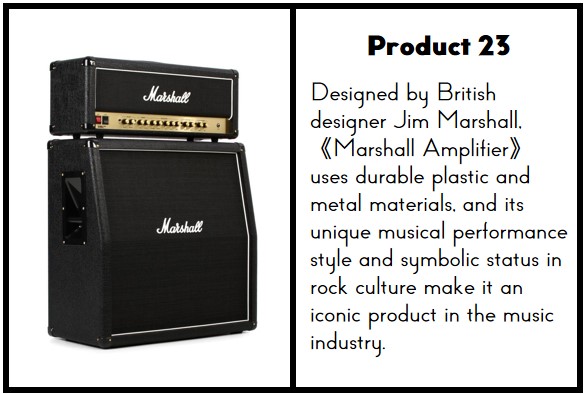 Marshall
Marshall
Product 23
Designed by British
designer Jim Marshall,
《Marshall Amplifier》
uses durable plastic and
metal materials, and its
unique musical performance
style and symbolic status in
rock culture make it an
iconic product in the music
industry.